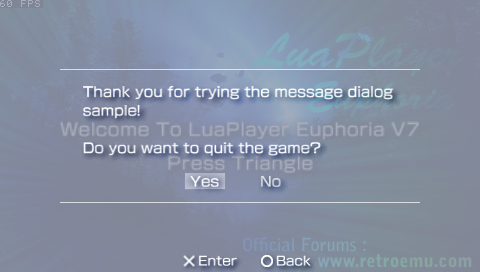 60 FPS
LuaPlayer
Euphoria
Thank you for trying the message dialog
sample!
Welcome To LuaPlayer Euphoria V7
Do you want to quit the game?
Press Triangle
Yes No
Official Forums :
Enter Back
www.retroemu.com